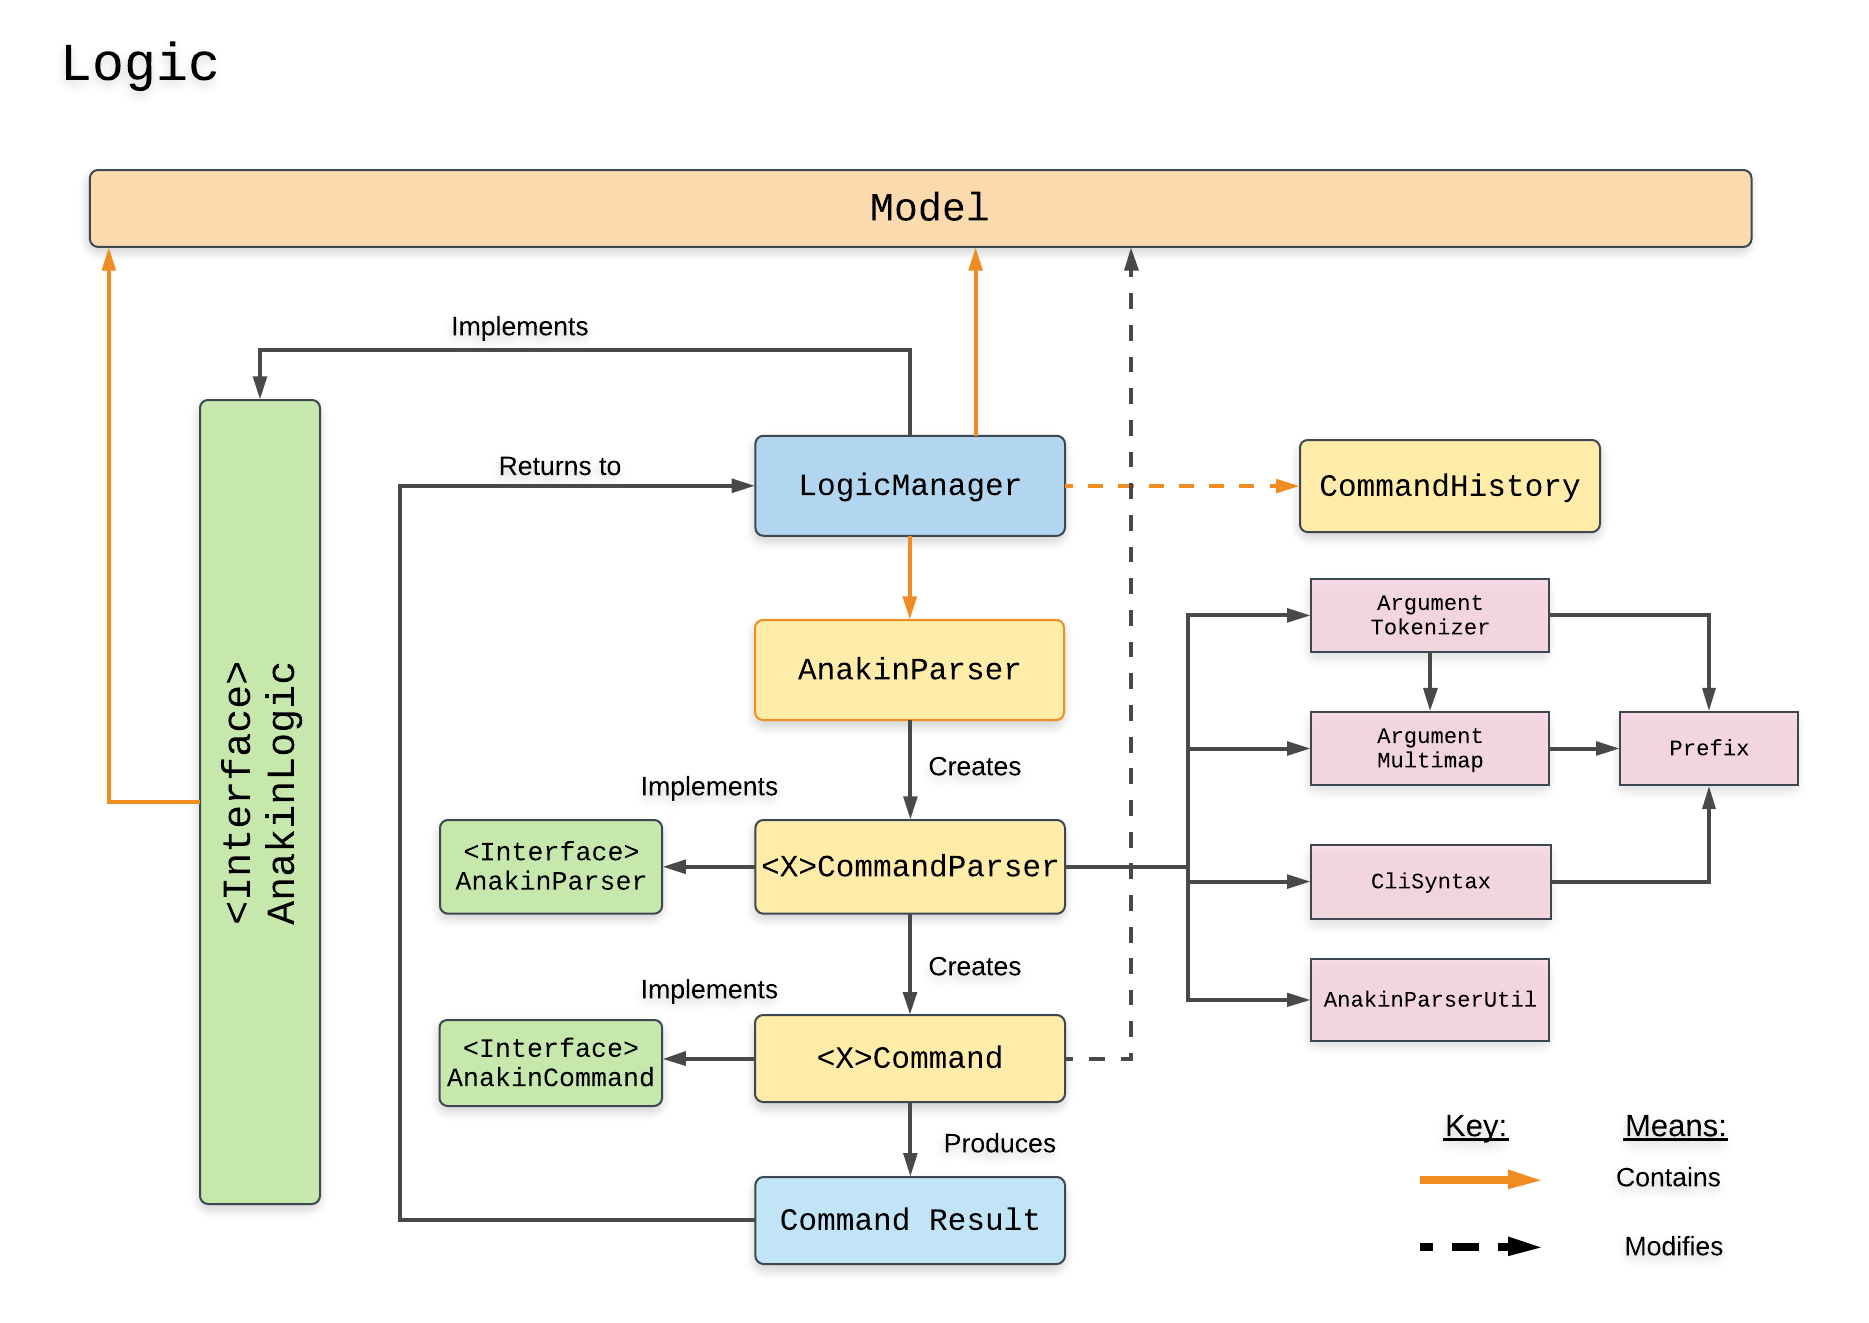 Logic
Model
Implements
Returns to
LogicManager
CommandHistory
<Interface>
AnakinLogic
AnakinParser
Creates
Implements
<Interface>
AnakinParser
<X>CommandParser
Creates
Implements
<Interface>
AnakinCommand
<X>Command
Produces
Command Result
Argument
Tokenizer
Argument
Multimap
Prefix
CliSyntax
AnakinParserUtil
Key:
Means:
Contains
Modifies